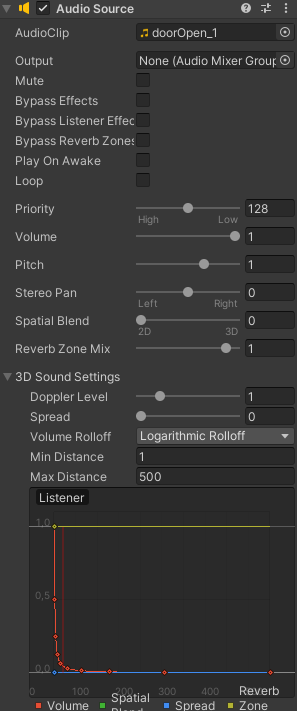 Audio Source
AudioClip doorOpen_1
Output None (Audio Mixer Group
Mute
Bypass Effects
Bypass Listener Effec
Bypass Reverb Zones
Play On Awake
Loop
Priority 128
High Low
Volume 1
Pitch 1
Stereo Pan 0
Left Right
Spatial Blend 0
2D 3D
Reverb Zone Mix 1
3D Sound Settings
Doppler Level 1
Spread 0
Volume Rolloff Logarithmic Rolloff
Min Distance 1
Max Distance 500
Listener
1,0
0,5
0,0
0 100 200 300 400
Volume
Spatial
Spread
Reverb
Zone